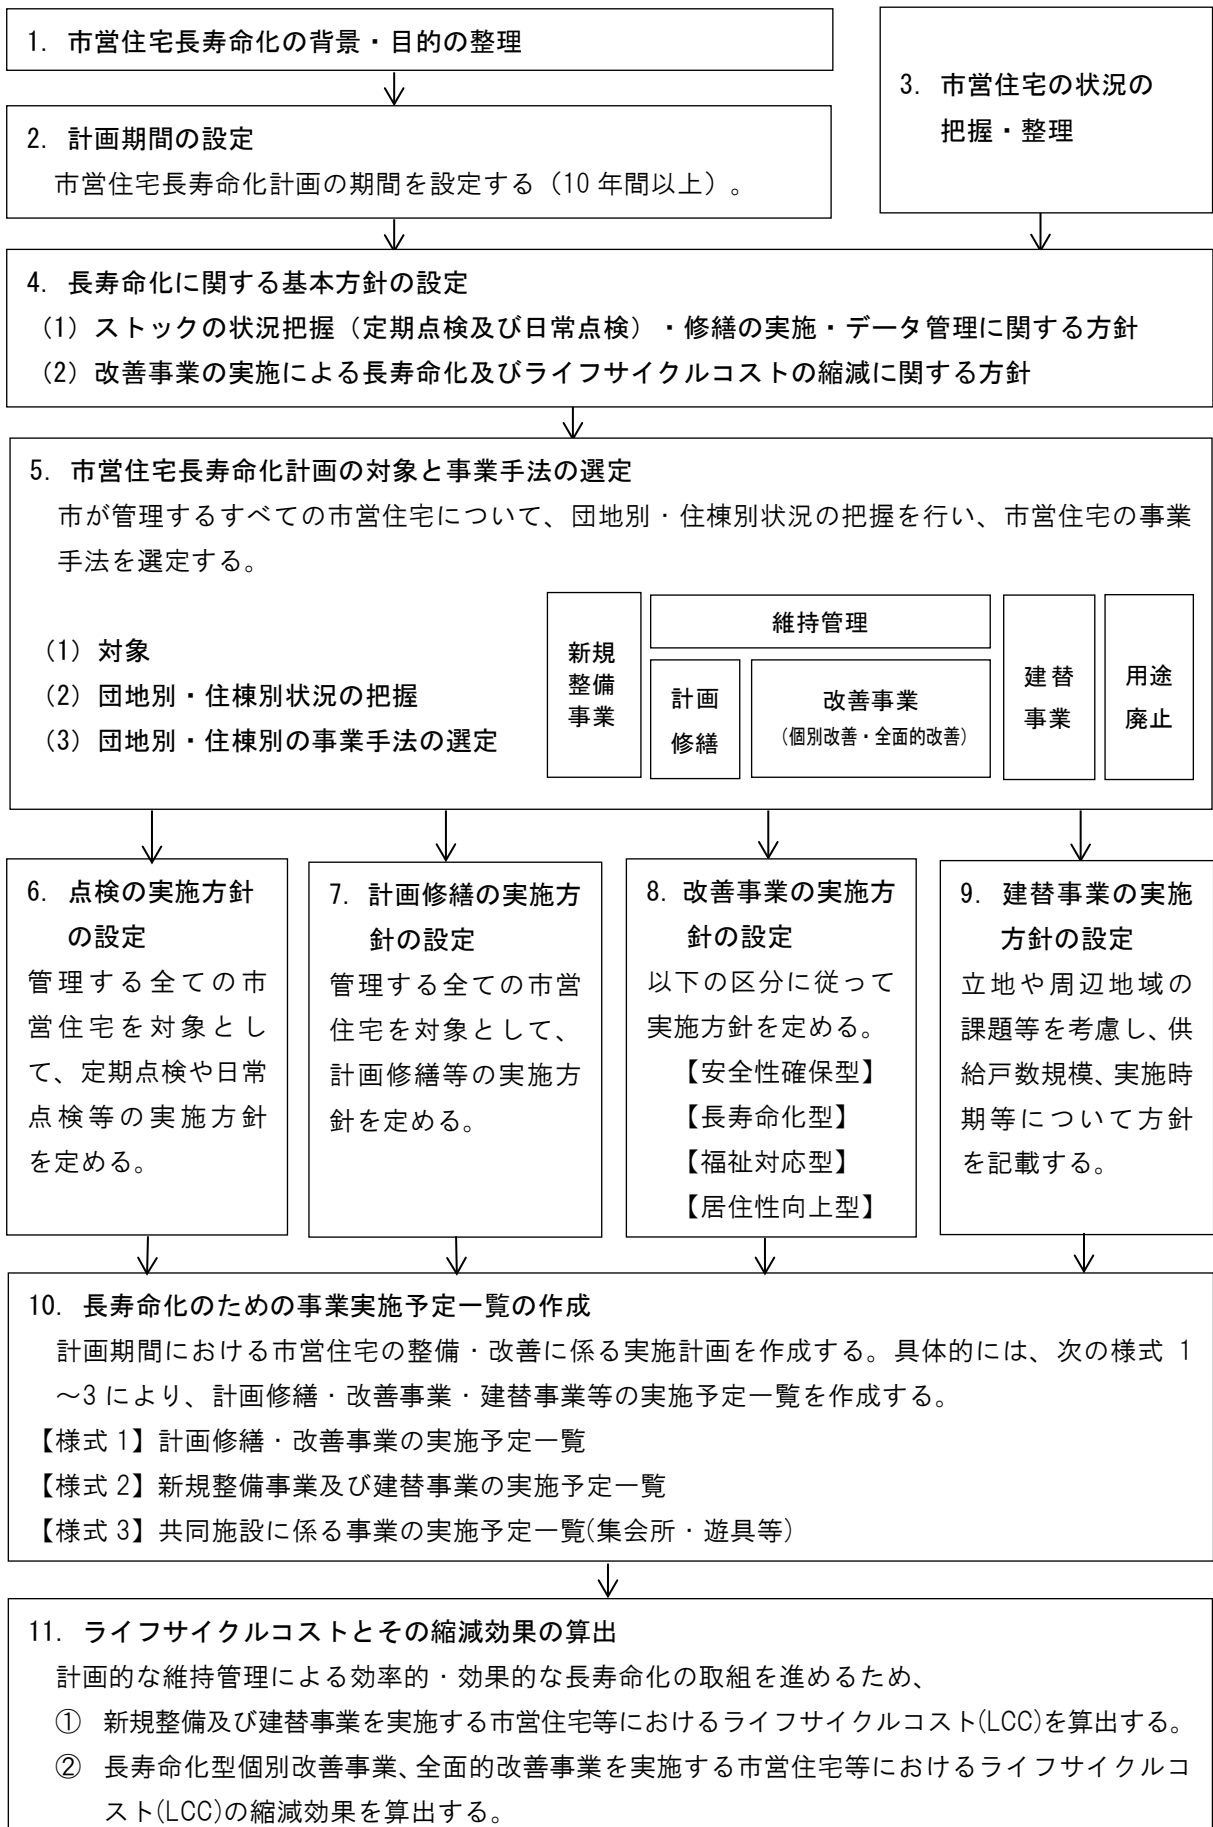 1. 市営住宅長寿命化の背景・目的の整理
2. 計画期間の設定
市営住宅長寿命化計画の期間を設定する（10 年間以上）。
3. 市営住宅の状況の
把握・整理
4. 長寿命化に関する基本方針の設定
（1）ストックの状況把握（定期点検及び日常点検）・修繕の実施・データ管理に関する方針
（2）改善事業の実施による長寿命化及びライフサイクルコストの縮減に関する方針
5. 市営住宅長寿命化計画の対象と事業手法の選定
市が管理するすべての市営住宅について、団地別・住棟別状況の把握を行い、市営住宅の事業
手法を選定する。
（1）対象
（2）団地別・住棟別状況の把握
（3）団地別・住棟別の事業手法の選定
新規
整備
事業
維持管理
計画
修繕
改善事業
（個別改善・全面的改善）
建替
事業
用途
廃止
6. 点検の実施方針
の設定
管理する全ての市
営住宅を対象とし
て、定期点検や日常
点検等の実施方針
を定める。
7. 計画修繕の実施方
針の設定
管理する全ての市営
住宅を対象として、
計画修繕等の実施方
針を定める。
8. 改善事業の実施方
針の設定
以下の区分に従って
実施方針を定める。
【安全性確保型】
【長寿命化型】
【福祉対応型】
【居住性向上型】
9. 建替事業の実施
方針の設定
立地や周辺地域の
課題等を考慮し、供
給戸数規模、実施時
期等について方針
を記載する。
10. 長寿命化のための事業実施予定一覧の作成
計画期間における市営住宅の整備・改善に係る実施計画を作成する。具体的には、次の様式 1
～3 により、計画修繕・改善事業・建替事業等の実施予定一覧を作成する。
【様式 1】計画修繕・改善事業の実施予定一覧
【様式 2】新規整備事業及び建替事業の実施予定一覧
【様式 3】共同施設に係る事業の実施予定一覧(集会所・遊具等)
11. ライフサイクルコストとその縮減効果の算出
計画的な維持管理による効率的・効果的な長寿命化の取組を進めるため、
① 新規整備及び建替事業を実施する市営住宅等におけるライフサイクルコスト(LCC)を算出する。
② 長寿命化型個別改善事業、全面的改善事業を実施する市営住宅等におけるライフサイクルコ
スト(LCC)の縮減効果を算出する。